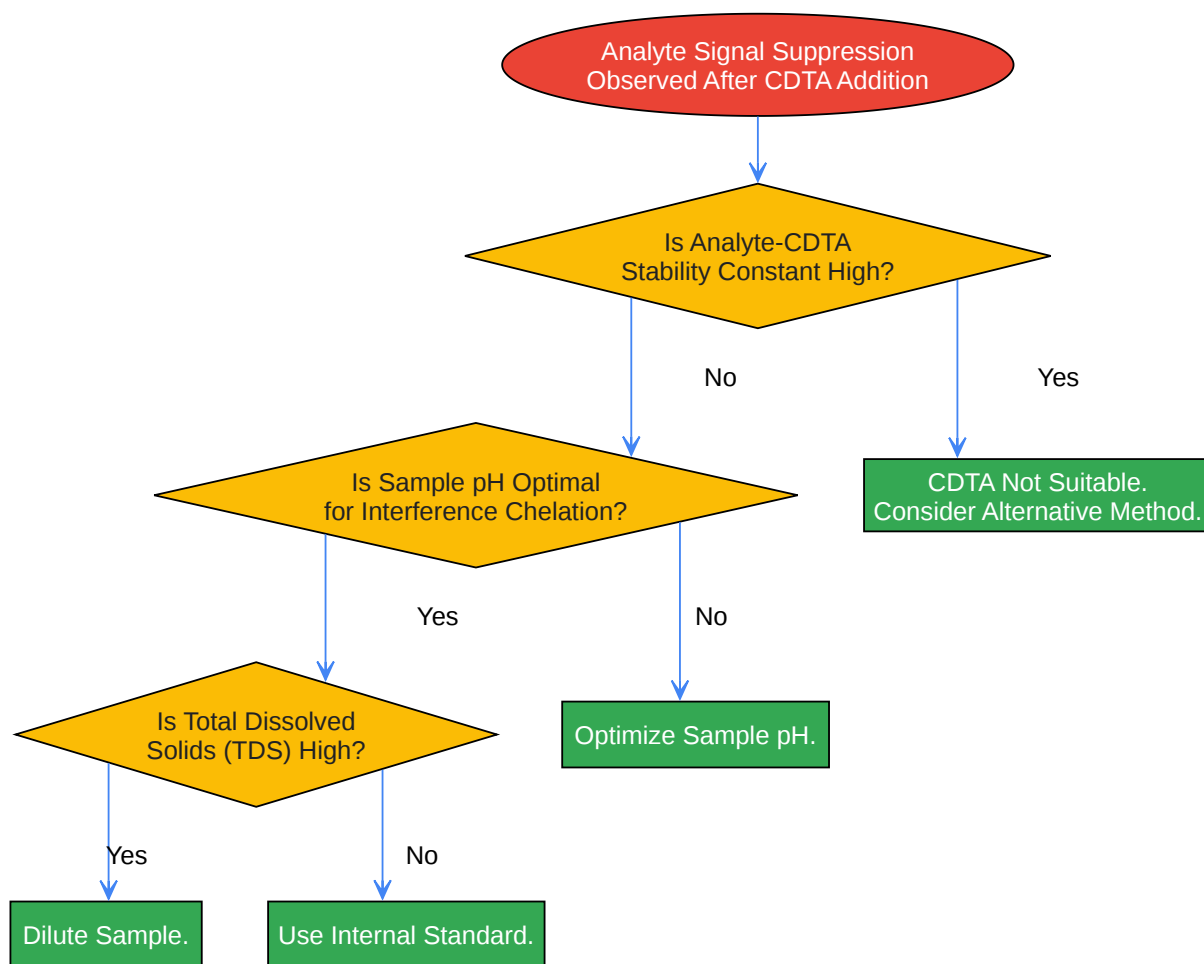 Analyte Signal Suppression
Observed After CDTA Addition
Is Analyte-CDTA
Stability Constant High?
No
Yes
Is Sample pH Optimal
for Interference Chelation?
CDTA Not Suitable.
Consider Alternative Method.
Yes
No
Is Total Dissolved
Solids (TDS) High?
Optimize Sample pH.
Yes
No
Dilute Sample.
Use Internal Standard.